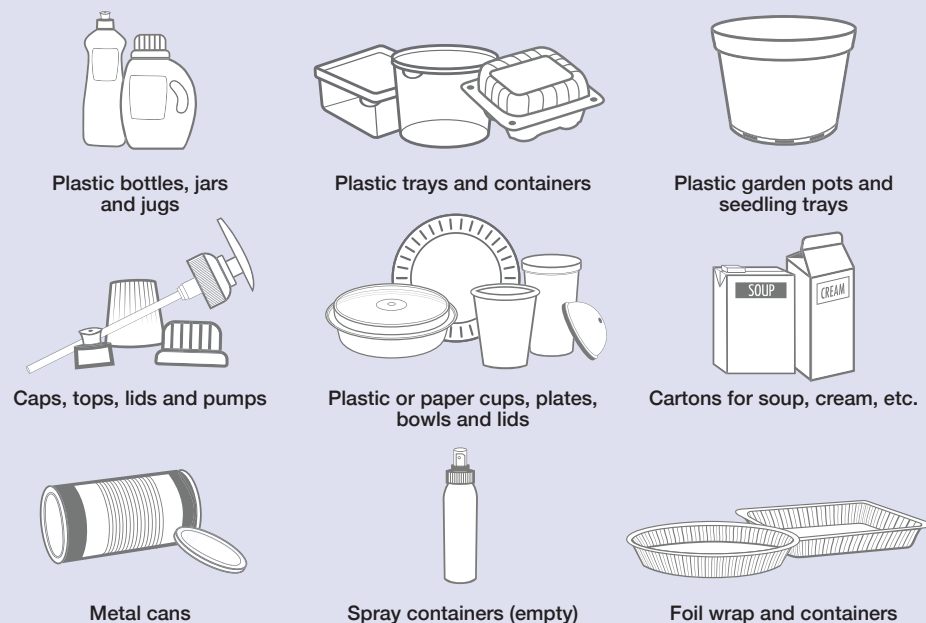 Plastic bottles, jars
and jugs
Plastic trays and containers
Plastic garden pots and
seedling trays
SOUP
CREAM
Caps, tops, lids and pumps
Plastic or paper cups, plates,
bowls and lids
Cartons for soup, cream, etc.
Metal cans
Spray containers (empty)
Foil wrap and containers